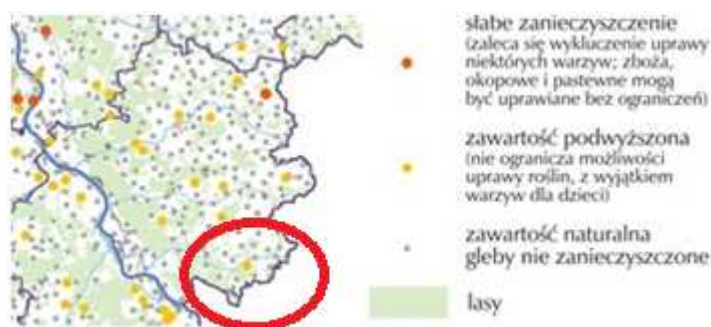 słabe zanieczyszczenie
(zaleca się wykluczenie uprawy
niektórych warzyw; zboża,
okopowe i pastewne mogą
być uprawiane bez ograniczeń)
zawartość podwyższona
(nie ogranicza możliwości
uprawy roślin, z wyjątkiem
warzyw dla dzieci)
zawartość naturalna
gleby nie zanieczyszczone
lasy